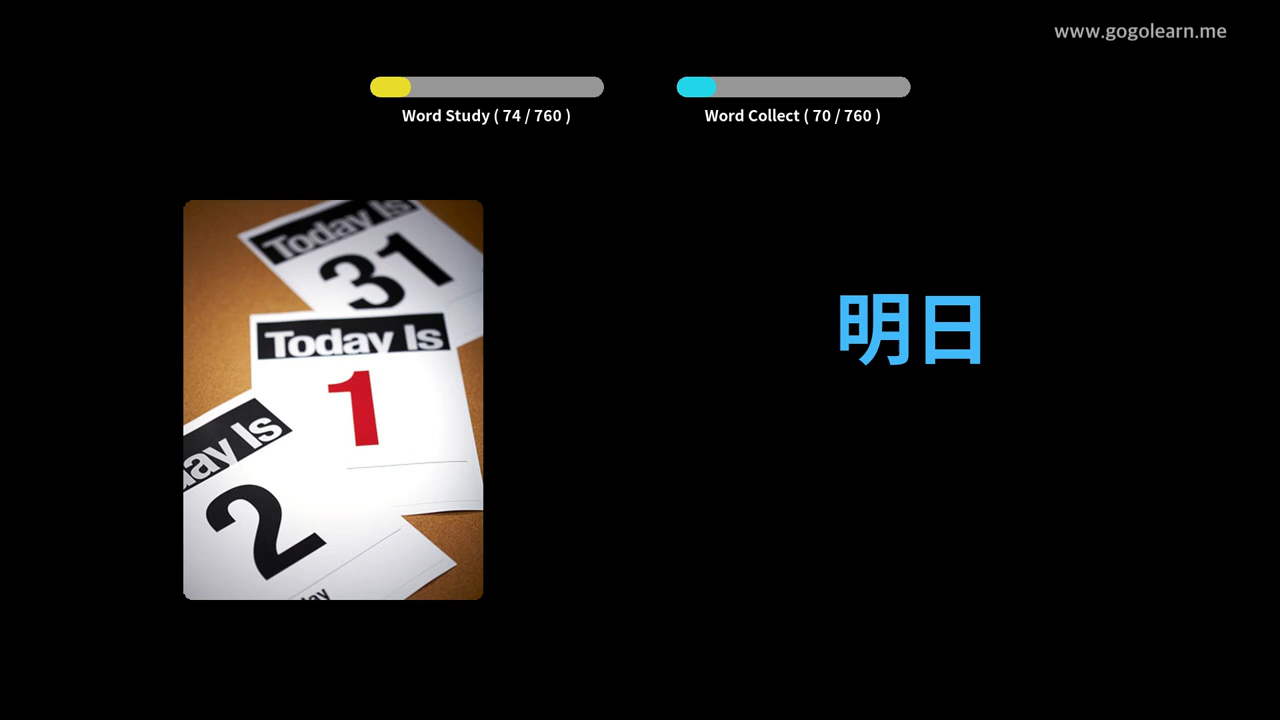 www.gogolearn.me
Word Study ( 74 / 760 )
Word Collect ( 70 / 760 )
Today Is
31
Today Is
1
ay Is
2
day
明日